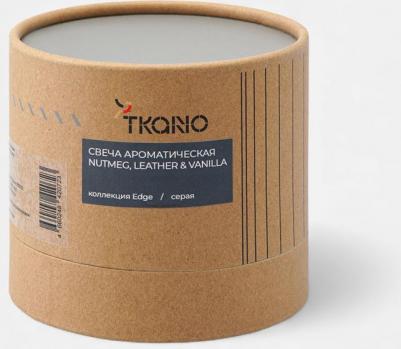 TKANO
СВЕЧА АРОМАТИЧЕСКАЯ
NUTMEG, LEATHER & VANILLA
коллекция Edge / серая